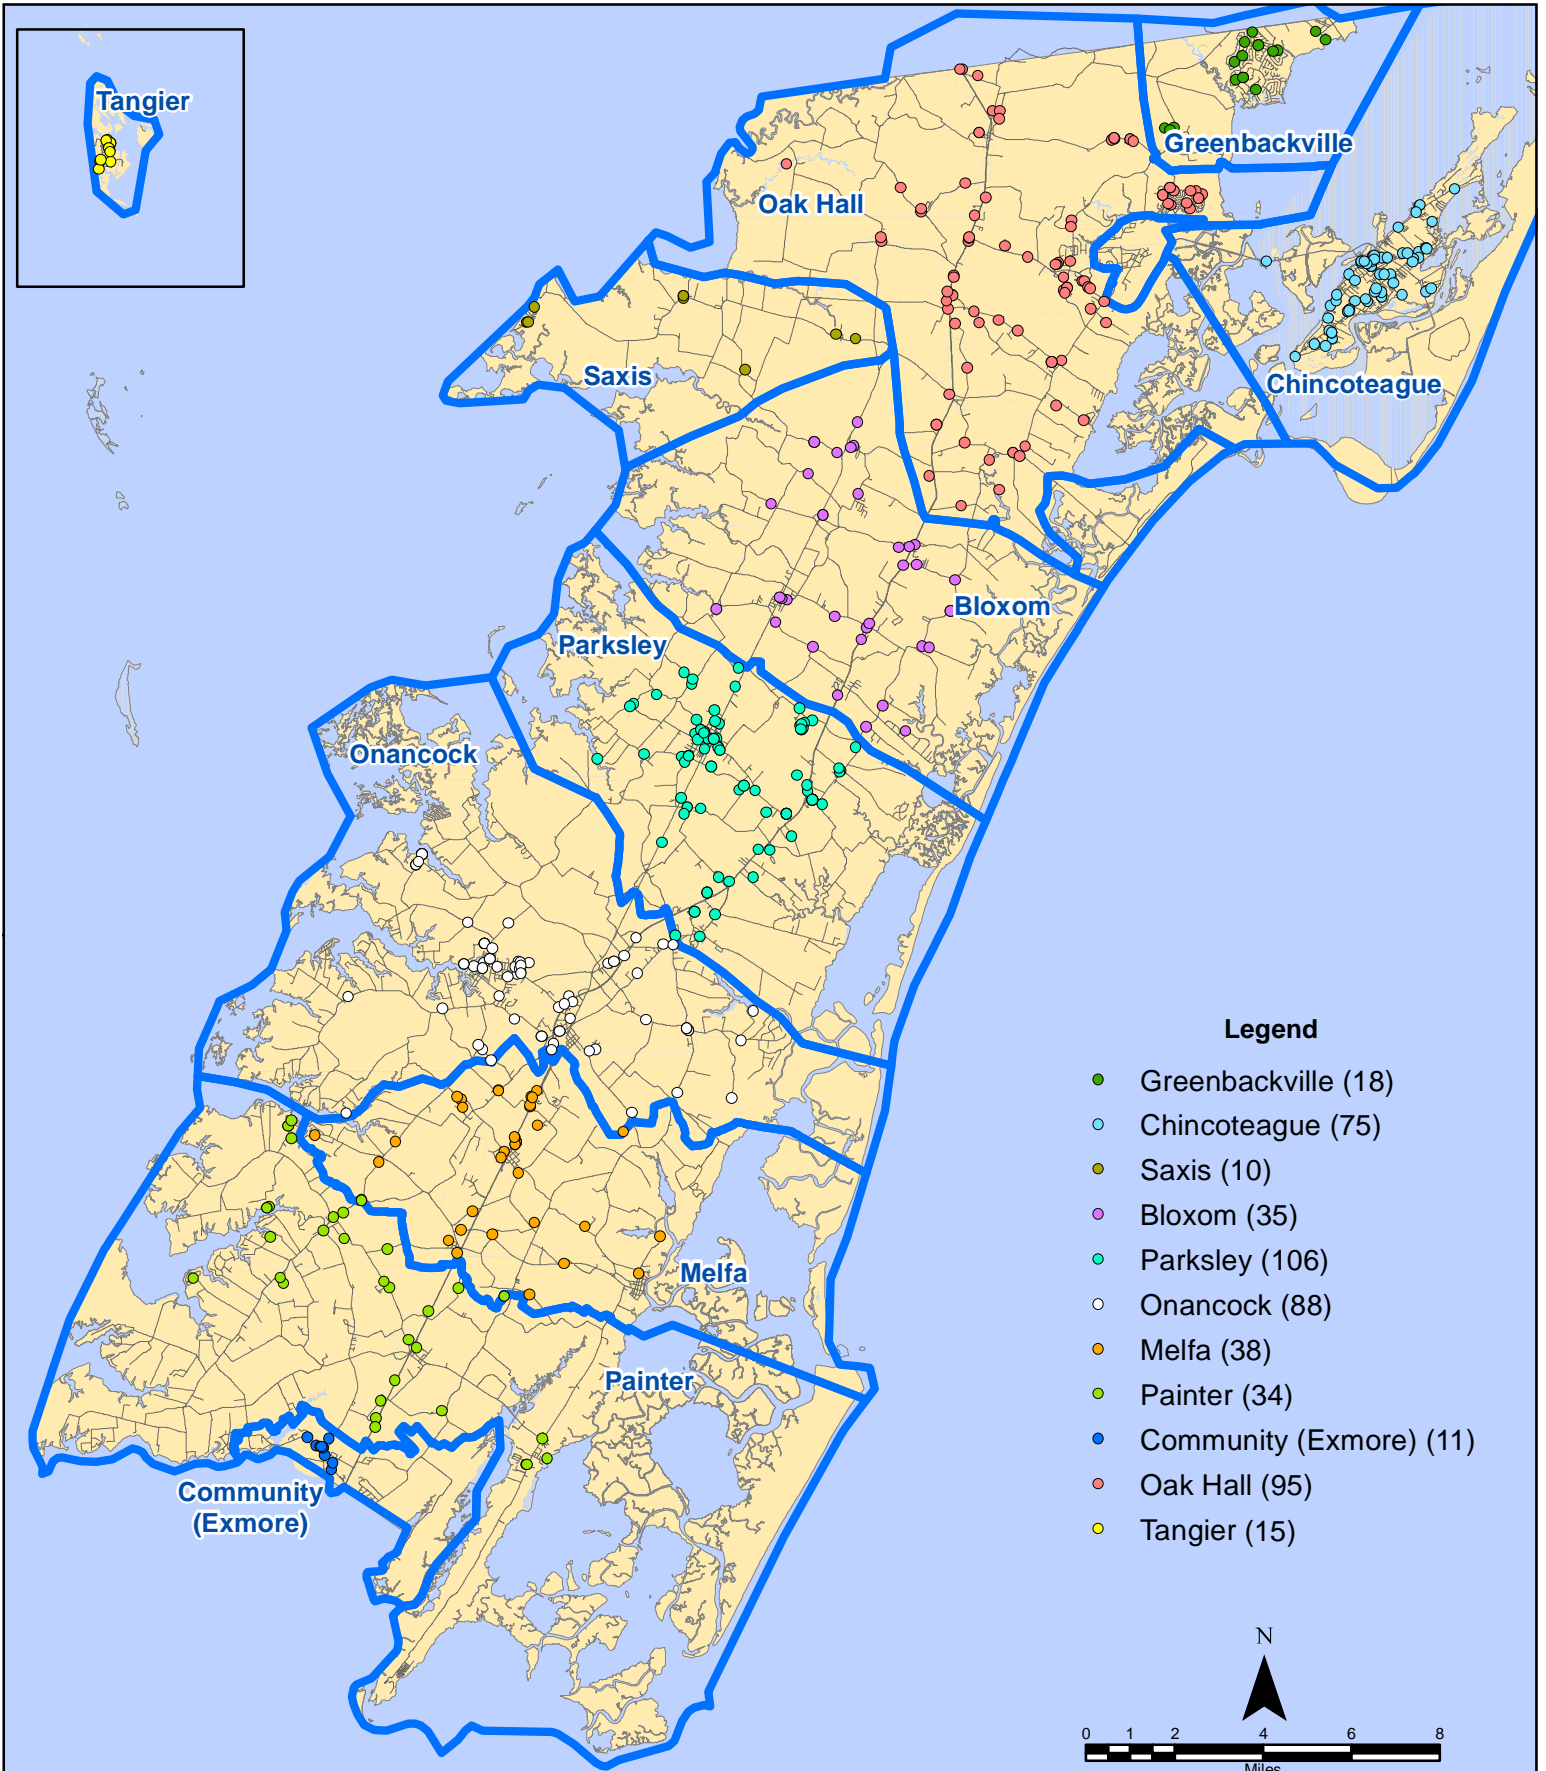 Tangier
Greenbackville
Oak Hall
Saxis
Chincoteague
Bloxom
Parksley
Onancock
Melfa
Painter
Community
(Exmore)
Legend
Greenbackville (18)
Chincoteague (75)
Saxis (10)
Bloxom (35)
Parksley (106)
Onancock (88)
Melfa (38)
Painter (34)
Community (Exmore) (11)
Oak Hall (95)
Tangier (15)
N
0 1 2 4 6 8
Miles